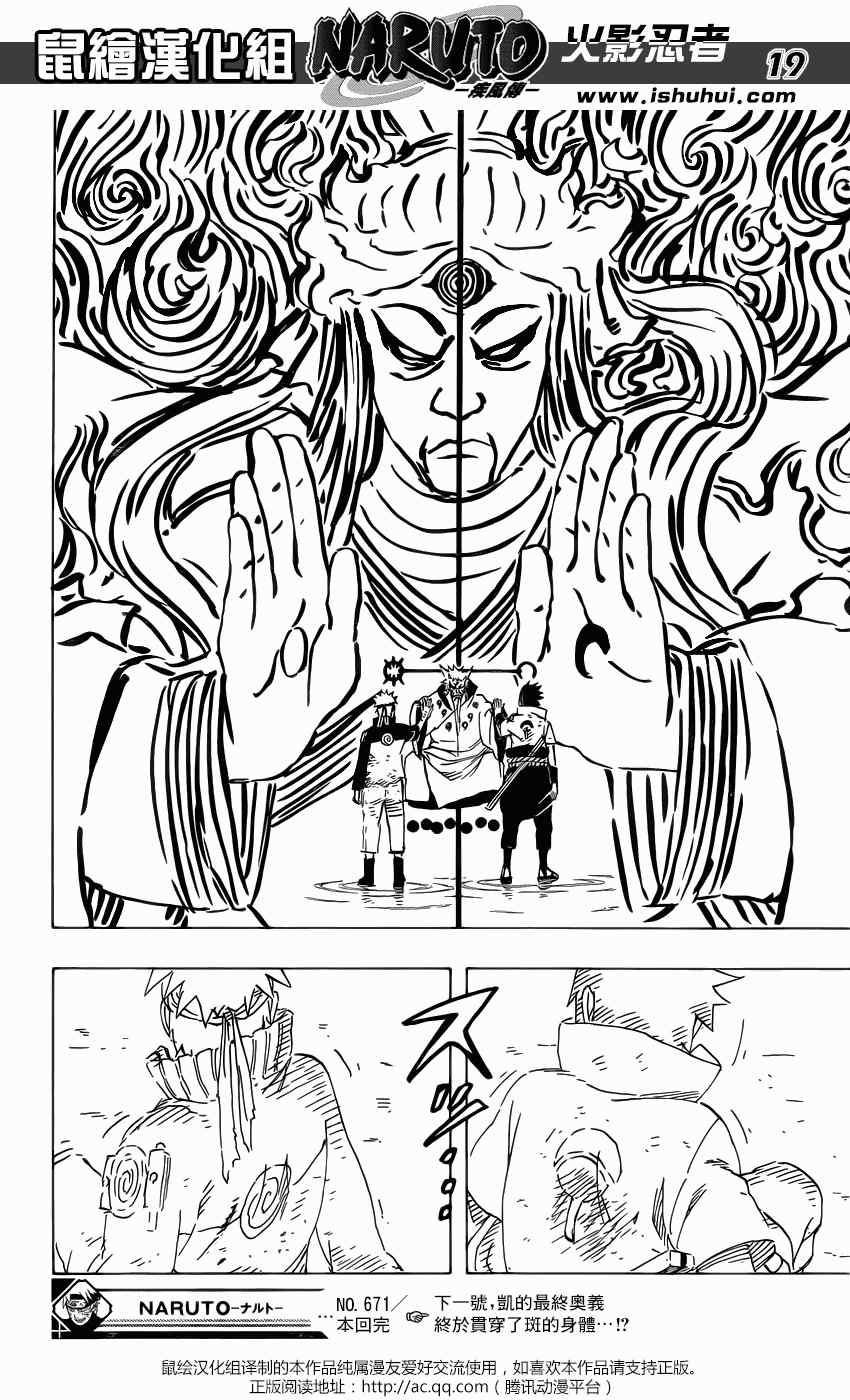 鼠繪漢化組
NARUTO
-疾風傳-
火影忍者
19
www.ishuhui.com
スッ
NARUTO-ナルト-
…NO.671/
本回完
☞下一號,凱的最終奧義
終於貫穿了斑的身體…!?
鼠绘汉化组译制的本作品纯属漫友爱好交流使用，如喜欢本作品请支持正版。
正版阅读地址：http://ac.qq.com（腾讯动漫平台）